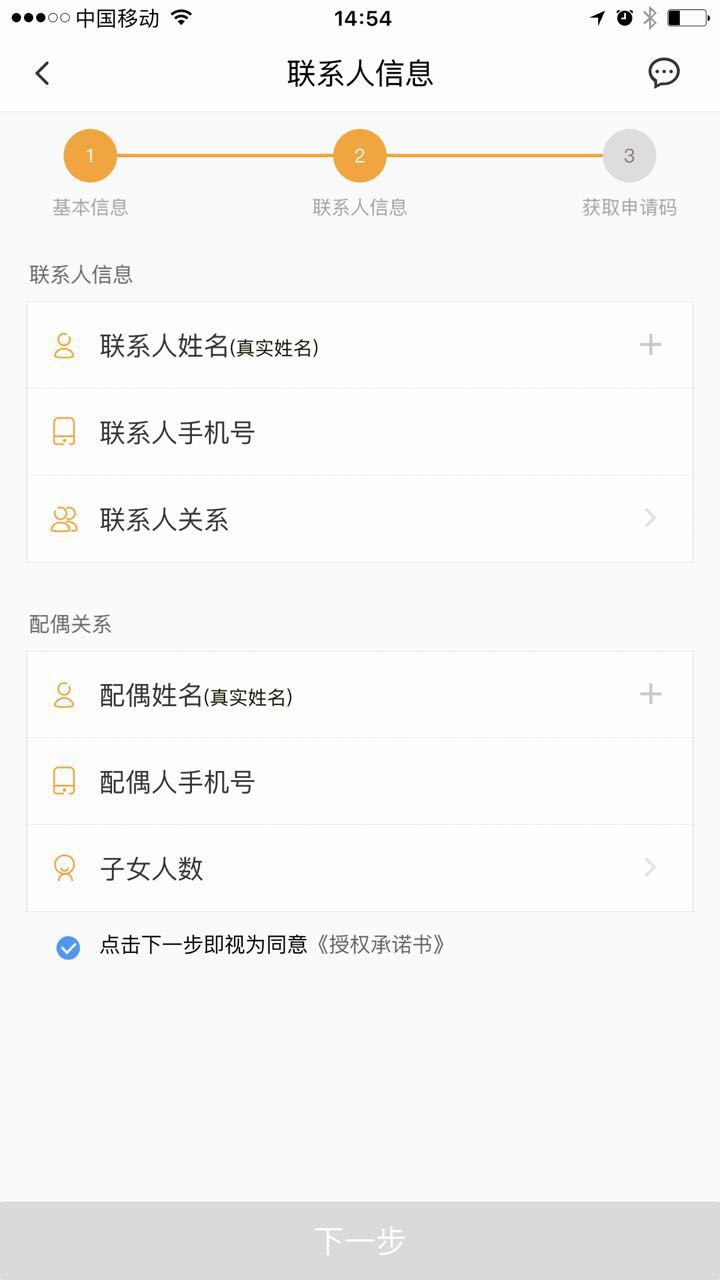 中国移动 14:54
联系人信息
1 2 3
基本信息 联系人信息 获取申请码
联系人信息
联系人姓名(真实姓名)
联系人手机号
联系人关系
配偶关系
配偶姓名(真实姓名)
配偶人手机号
子女人数
点击下一步即视为同意《授权承诺书》
下一步